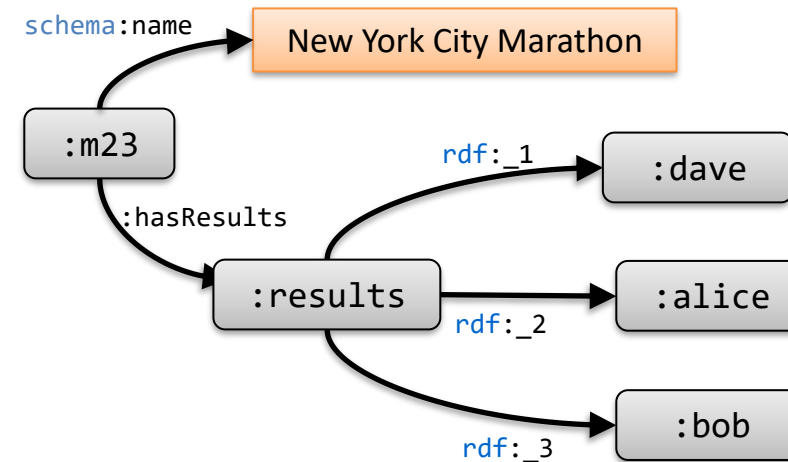 schema:name
New York City Marathon
:m23
rdf:_1
:dave
:hasResults
:results
:alice
rdf:_2
:bob
rdf:_3